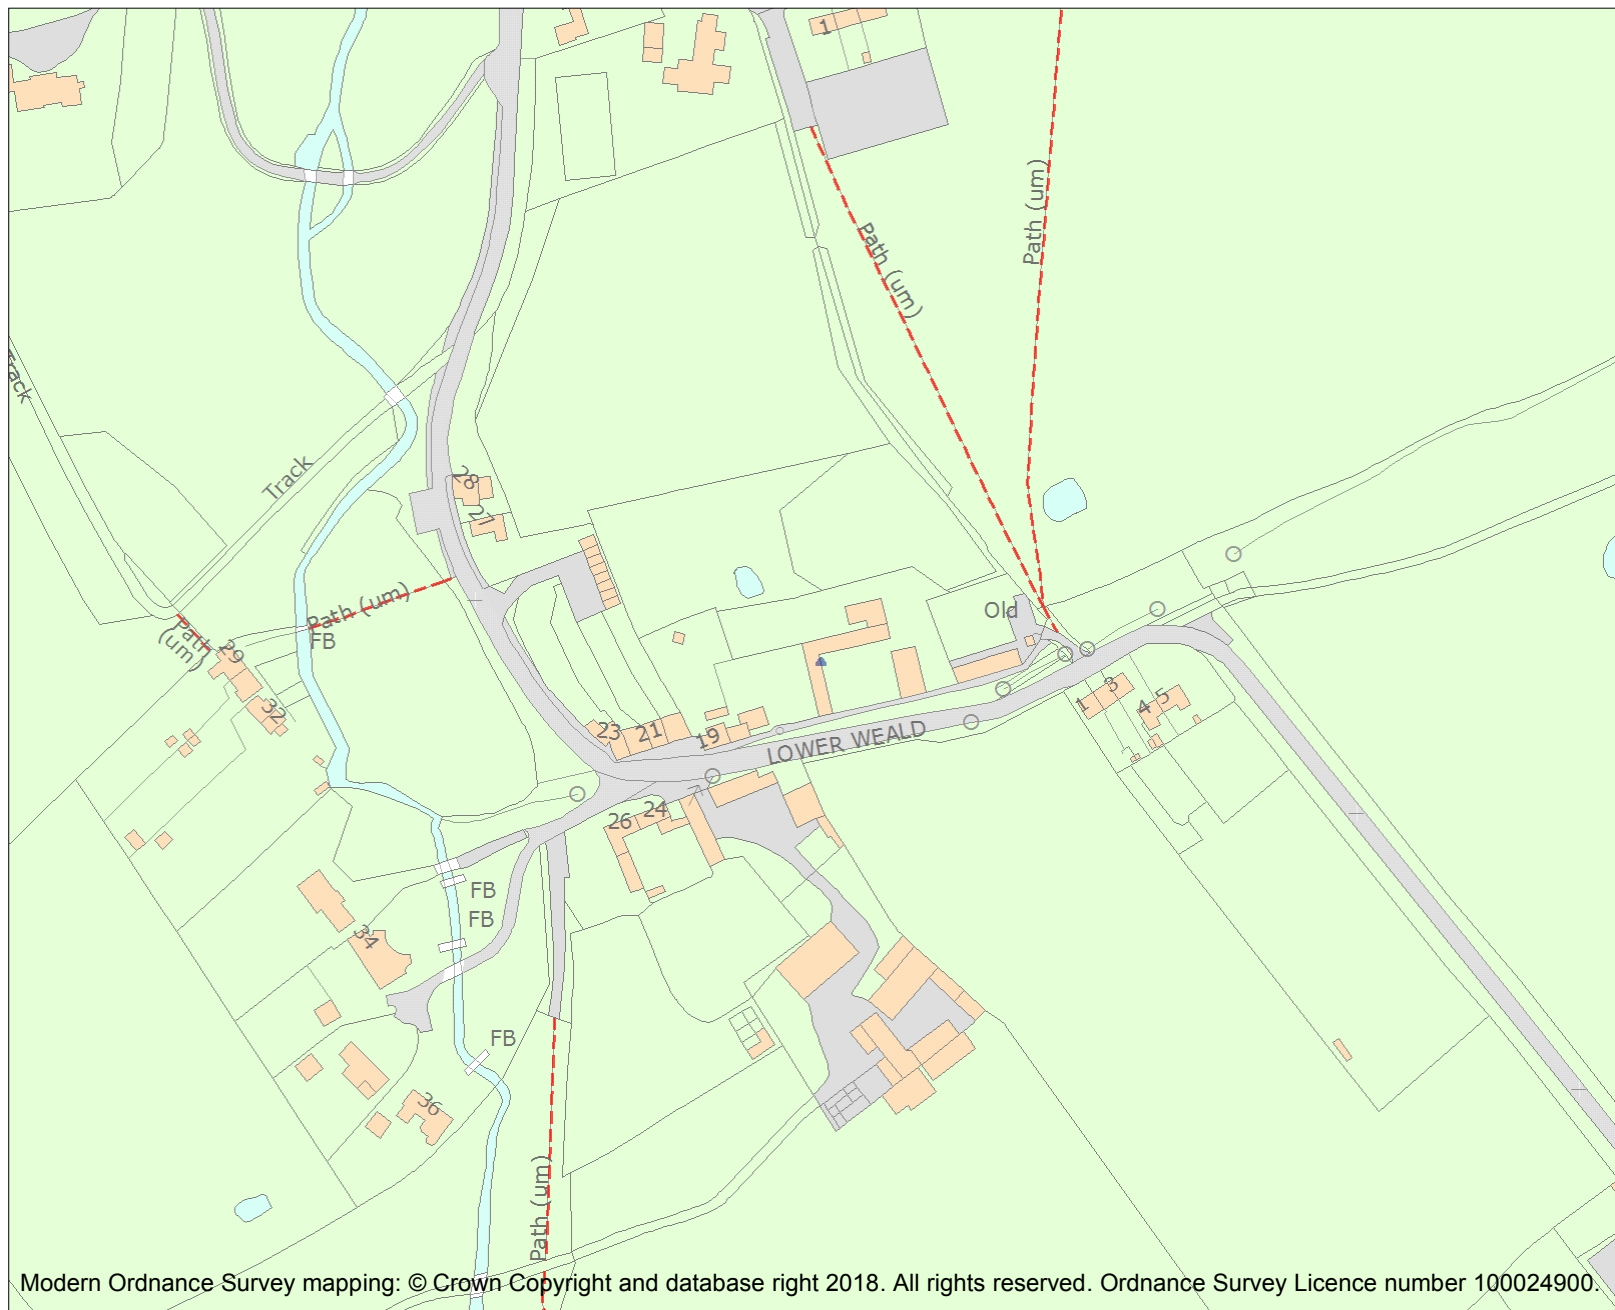 1
Path (um)
Path (um)
Track
Track
28
27
Path (um)
FB
Path
(um)
29
32
Old
1
3
4
5
23
21
19
LOWER WEALD
26
24
FB
FB
34
FB
36
Path (um)
Modern Ordnance Survey mapping: © Crown Copyright and database right 2018. All rights reserved. Ordnance Survey Licence number 100024900.